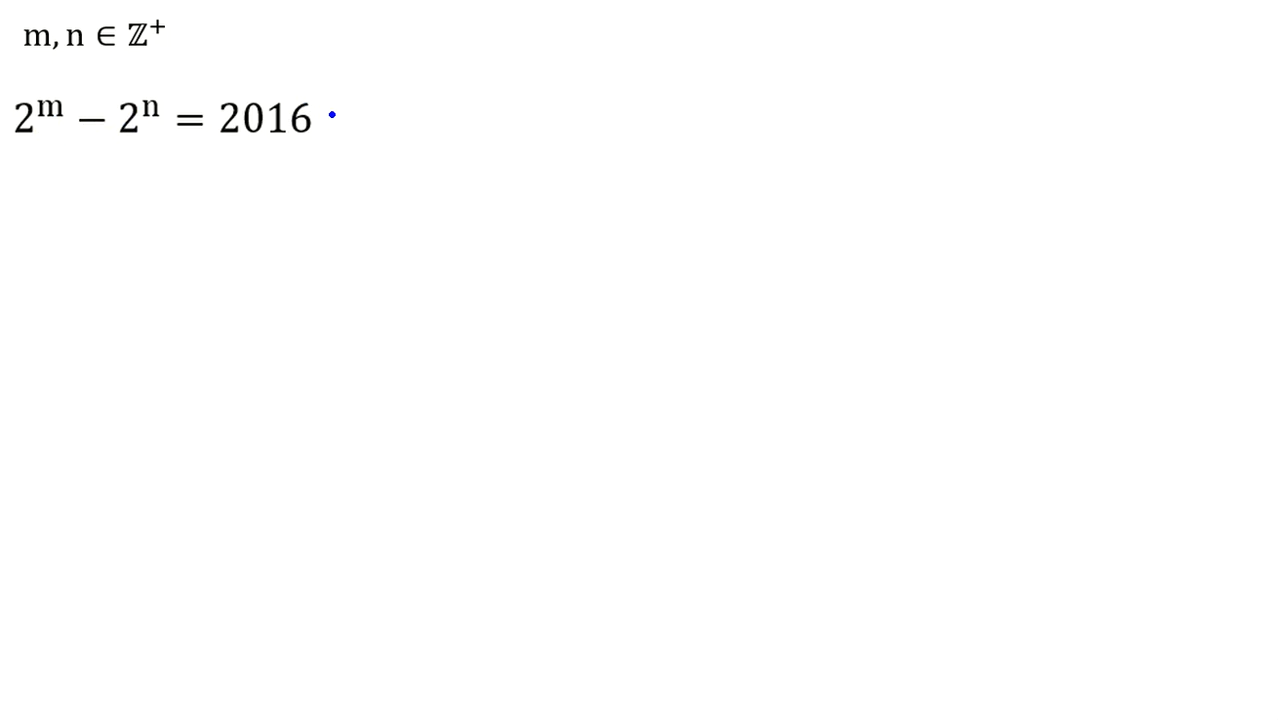 m, n ∈ ℤ⁺
2ᵐ − 2ⁿ = 2016